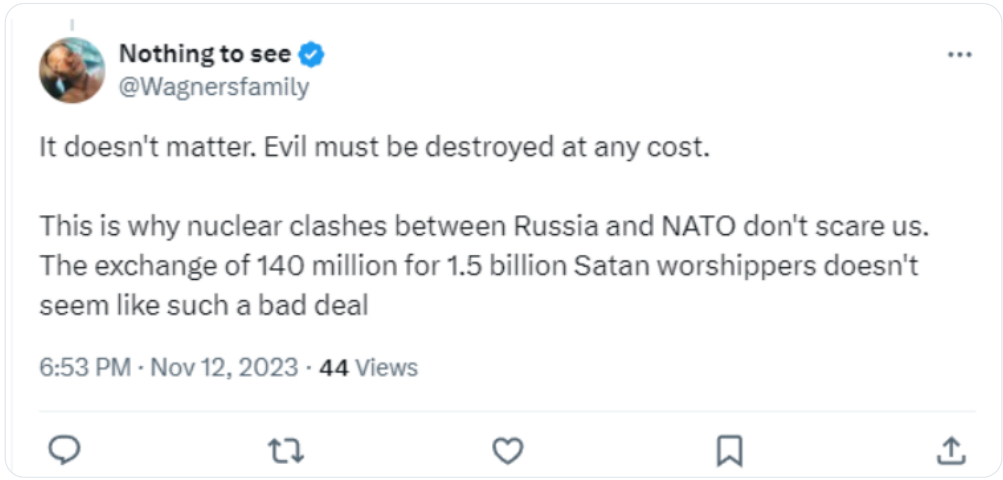 Nothing to see
@Wagnersfamily
It doesn't matter. Evil must be destroyed at any cost.
This is why nuclear clashes between Russia and NATO don't scare us.
The exchange of 140 million for 1.5 billion Satan worshippers doesn't
seem like such a bad deal
6:53 PM · Nov 12, 2023 · 44 Views